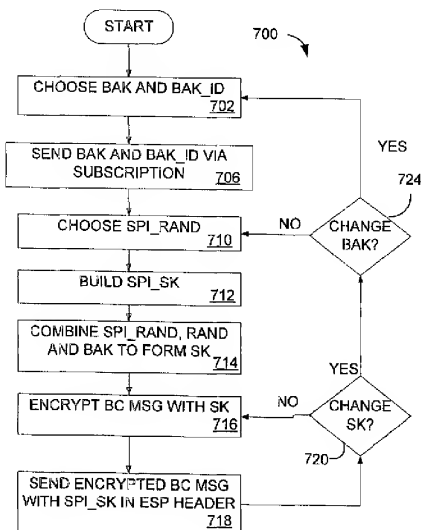 START
700
CHOOSE BAK AND BAK_ID
702
YES
SEND BAK AND BAK_ID VIA
SUBSCRIPTION 706
724
CHOOSE SPI_RAND
710
NO
CHANGE
BAK?
BUILD SPI_SK
712
COMBINE SPI_RAND, RAND
AND BAK TO FORM SK
714
YES
ENCRYPT BC MSG WITH SK
716
NO
CHANGE
SK?
720
SEND ENCRYPTED BC MSG
WITH SPI_SK IN ESP HEADER
718